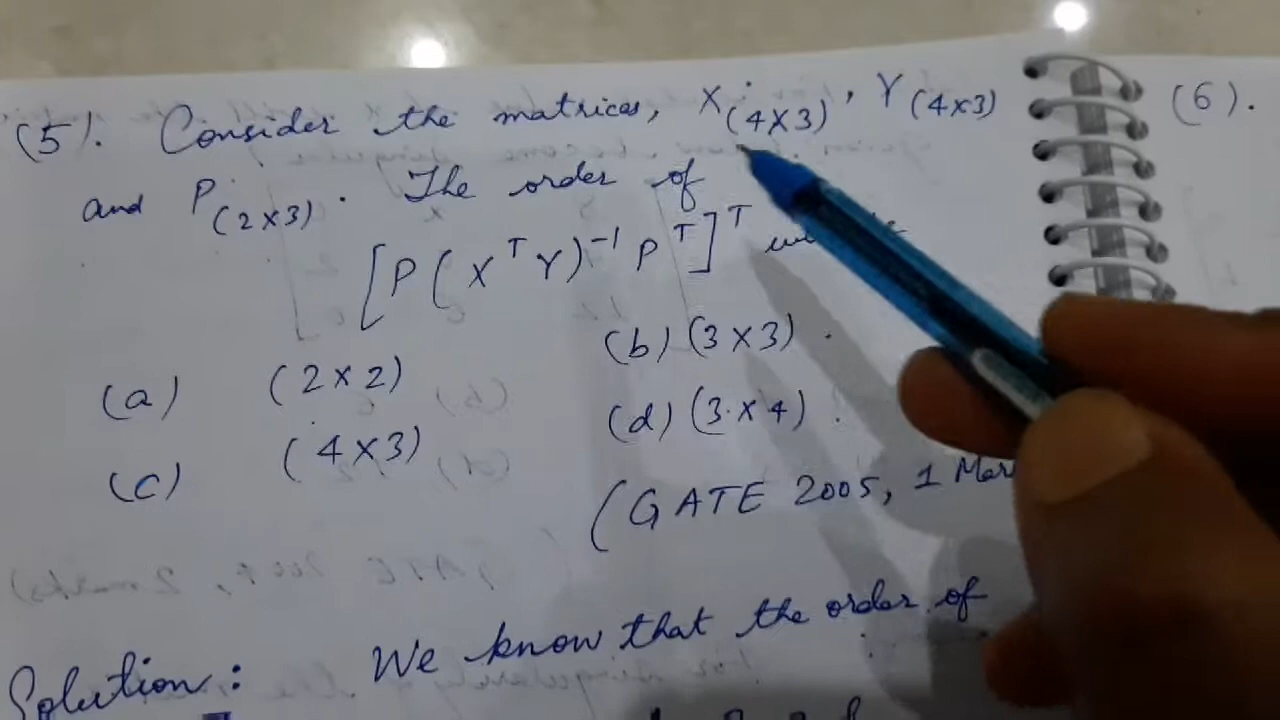 (5). Consider the matrices, X(4×3), Y(4×3) (6).
and P(2×3). The order of
[P(XᵀY)⁻¹Pᵀ]ᵀ
(a) (2×2) (b) (3×3).
(c) (4×3) (d) (3×4).
(GATE 2005, 1 Mar
Solution: We know that the order of